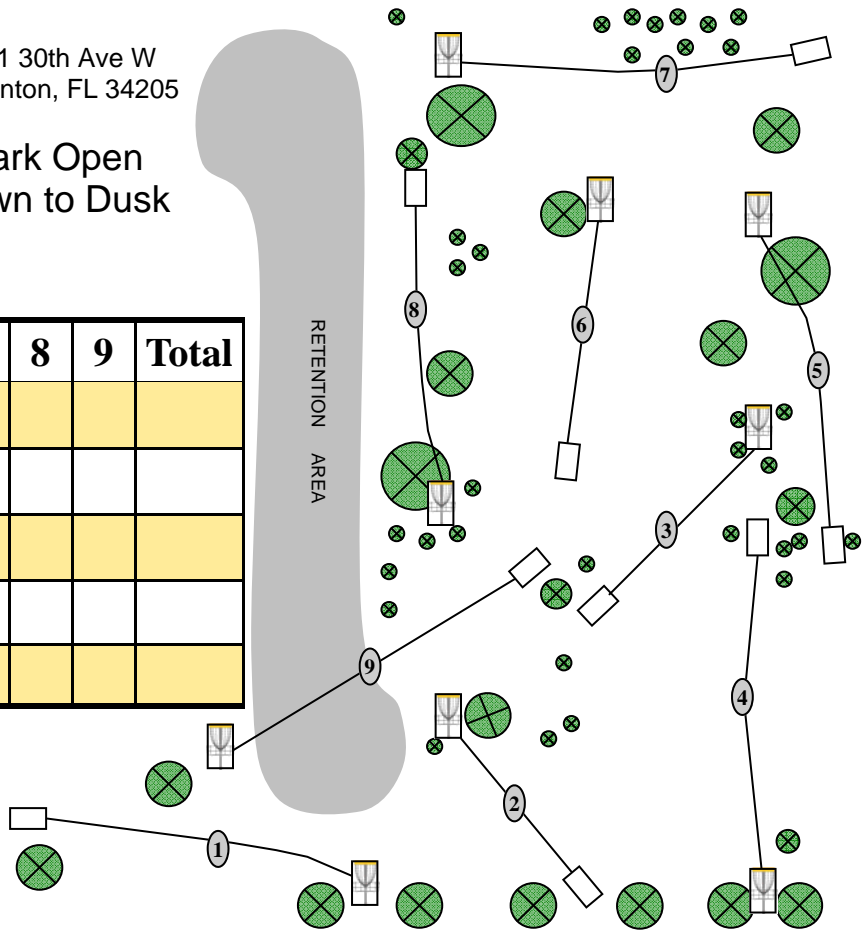 1 30th Ave W
nton, FL 34205
ark Open
wn to Dusk
8 9 Total
RETENTION AREA
7
8
6
5
3
9
4
2
1